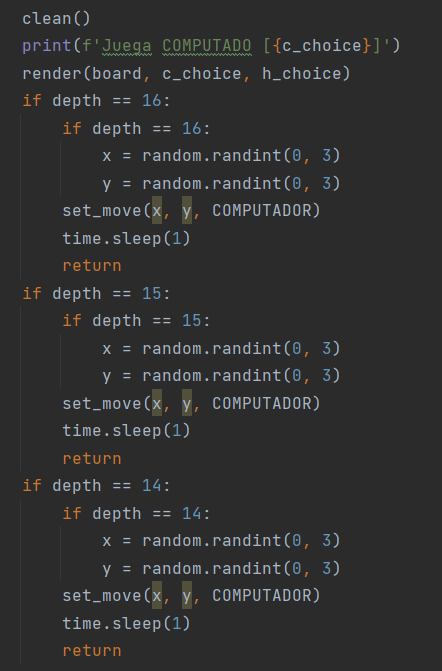 clean()
print(f'Juega COMPUTADO [{c_choice}]')
render(board, c_choice, h_choice)
if depth == 16:
    if depth == 16:
        x = random.randint(0, 3)
        y = random.randint(0, 3)
    set_move(x, y, COMPUTADOR)
    time.sleep(1)
    return
if depth == 15:
    if depth == 15:
        x = random.randint(0, 3)
        y = random.randint(0, 3)
    set_move(x, y, COMPUTADOR)
    time.sleep(1)
    return
if depth == 14:
    if depth == 14:
        x = random.randint(0, 3)
        y = random.randint(0, 3)
    set_move(x, y, COMPUTADOR)
    time.sleep(1)
    return